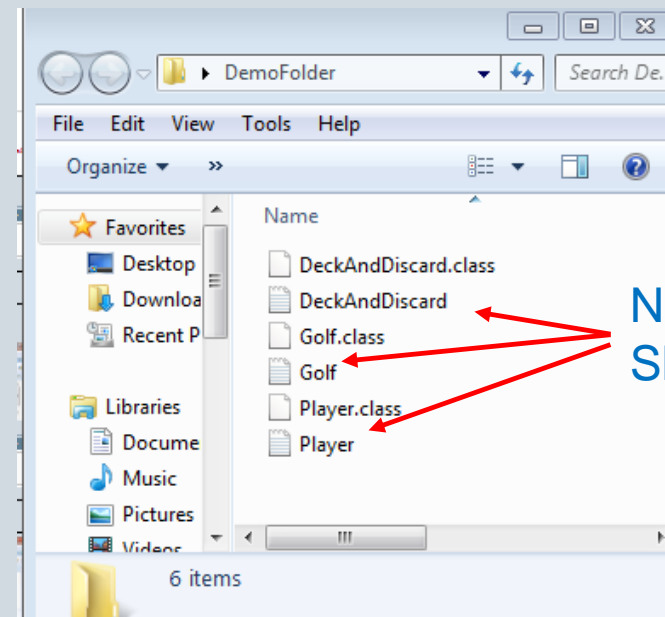 DemoFolder
Search De.
File Edit View Tools Help
Organize »
Name
Favorites
Desktop
Downloa
Recent P
Libraries
Docume
Music
Pictures
Videos
DeckAndDiscard.class
DeckAndDiscard
Golf.class
Golf
Player.class
Player
6 items